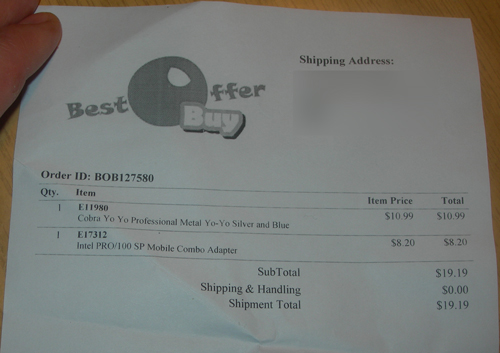 Best Offer
Buy
Shipping Address:
Order ID: BOB127580
Qty. Item Item Price Total
1 E11980
Cobra Yo Yo Professional Metal Yo-Yo Silver and Blue $10.99 $10.99
1 E17312
Intel PRO/100 SP Mobile Combo Adapter $8.20 $8.20
SubTotal $19.19
Shipping & Handling $0.00
Shipment Total $19.19